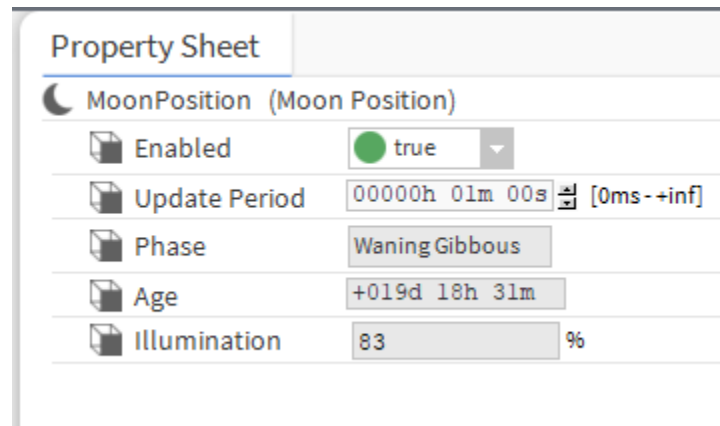 Property Sheet
MoonPosition (Moon Position)
Enabled true
Update Period 00000h 01m 00s [0ms-+inf]
Phase Waning Gibbous
Age +019d 18h 31m
Illumination 83 %